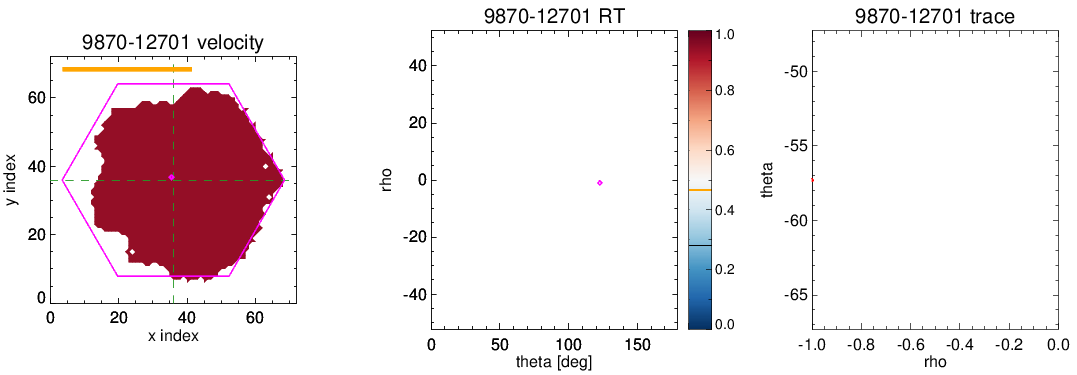 9870-12701 velocity
60
40
20
0
y index
0 20 40 60
x index
9870-12701 RT
40
20
0
-20
-40
rho
0 50 100 150
theta [deg]
1.0
0.8
0.6
0.4
0.2
0.0
9870-12701 trace
-50
-55
-60
-65
theta
-1.0 -0.8 -0.6 -0.4 -0.2 0.0
rho